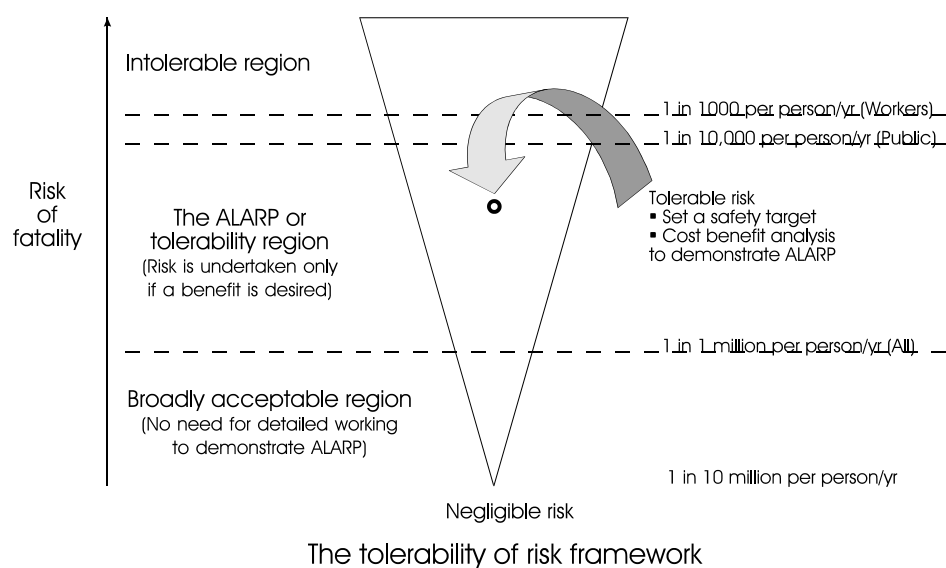 Intolerable region
1 in 1000 per person/yr (Workers)
1 in 10,000 per person/yr (Public)
Risk
of
fatality
The ALARP or
tolerability region
(Risk is undertaken only
if a benefit is desired)
Tolerable risk
▪ Set a safety target
▪ Cost benefit analysis
to demonstrate ALARP
1 in 1 million per person/yr (All)
Broadly acceptable region
(No need for detailed working
to demonstrate ALARP)
1 in 10 million per person/yr
Negligible risk
The tolerability of risk framework